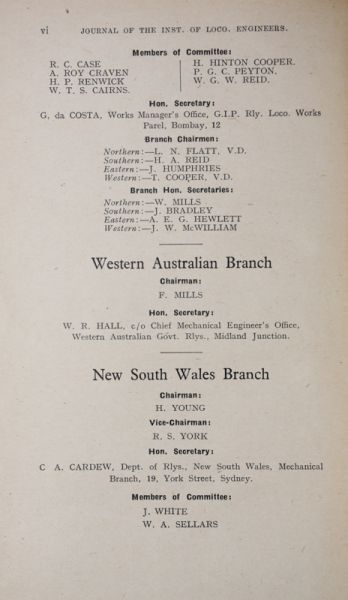 vi JOURNAL OF THE INST. OF LOCO. ENGINEERS.
Members of Committee:
R. C. CASE
A. ROY CRAVEN
H. P. RENWICK
W. T. S. CAIRNS.
H. HINTON COOPER.
P. G. C. PEYTON.
W. G. W. REID.
Hon. Secretary:
G. da COSTA, Works Manager's Office, G.I.P. Rly. Loco. Works
Parel, Bombay, 12
Branch Chairmen:
Northern:—L. N. FLATT, V.D.
Southern:—H. A. REID
Eastern:—J. HUMPHRIES
Western:—T. COOPER, V.D.
Branch Hon. Secretaries:
Northern:—W. MILLS
Southern:—J. BRADLEY
Eastern:—A. E. G. HEWLETT
Western:—J. W. McWILLIAM
Western Australian Branch
Chairman:
F. MILLS
Hon. Secretary:
W. R. HALL, c/o Chief Mechanical Engineer's Office,
Western Australian Govt. Rlys., Midland Junction.
New South Wales Branch
Chairman:
H. YOUNG
Vice-Chairman:
R. S. YORK
Hon. Secretary:
C A. CARDEW, Dept. of Rlys., New South Wales, Mechanical
Branch, 19, York Street, Sydney.
Members of Committee:
J. WHITE
W. A. SELLARS